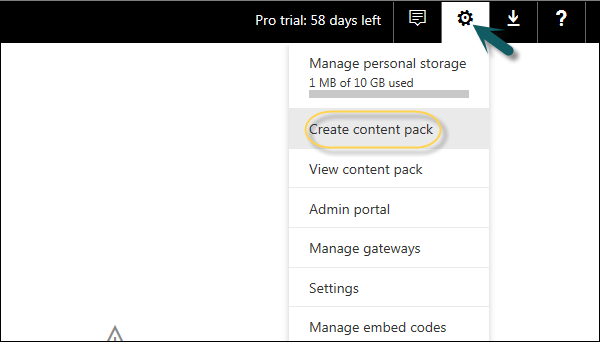 Pro trial: 58 days left
?
Manage personal storage
1 MB of 10 GB used
Create content pack
View content pack
Admin portal
Manage gateways
Settings
Manage embed codes